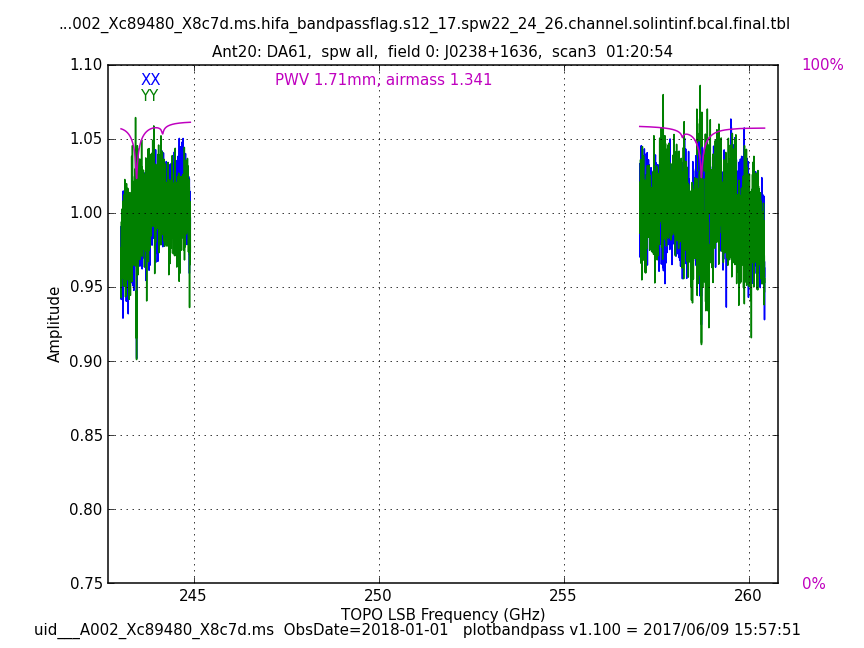 ...002_Xc89480_X8c7d.ms.hifa_bandpassflag.s12_17.spw22_24_26.channel.solintinf.bcal.final.tbl
Ant20: DA61,  spw all,  field 0: J0238+1636,  scan3  01:20:54
1.10
100%
XX
PWV 1.71mm, airmass 1.341
YY
1.05
1.00
0.95
Amplitude
0.90
0.85
0.80
0.75
0%
245
250
255
260
TOPO LSB Frequency (GHz)
uid___A002_Xc89480_X8c7d.ms  ObsDate=2018-01-01   plotbandpass v1.100 = 2017/06/09 15:57:51